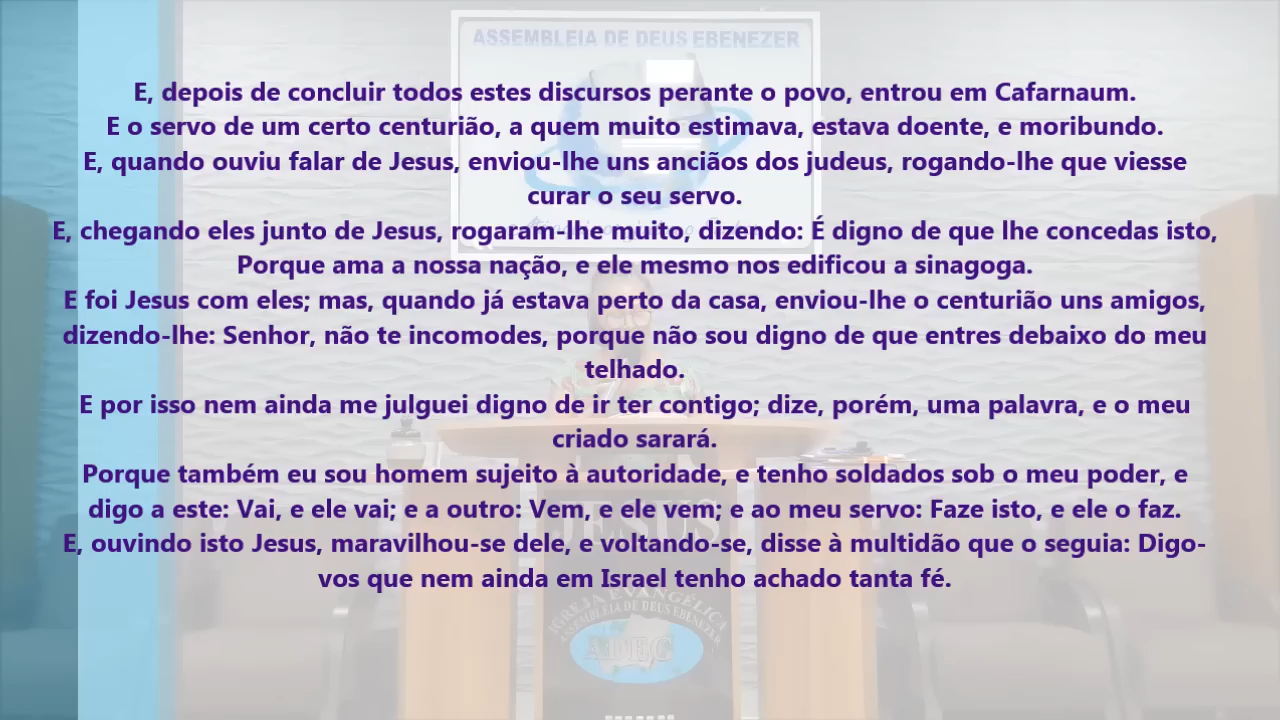 ASSEMBLEIA DE DEUS EBENEZER
E, depois de concluir todos estes discursos perante o povo, entrou em Cafarnaum.
E o servo de um certo centurião, a quem muito estimava, estava doente, e moribundo.
E, quando ouviu falar de Jesus, enviou-lhe uns anciãos dos judeus, rogando-lhe que viesse
curar o seu servo.
E, chegando eles junto de Jesus, rogaram-lhe muito, dizendo: É digno de que lhe concedas isto,
Porque ama a nossa nação, e ele mesmo nos edificou a sinagoga.
E foi Jesus com eles; mas, quando já estava perto da casa, enviou-lhe o centurião uns amigos,
dizendo-lhe: Senhor, não te incomodes, porque não sou digno de que entres debaixo do meu
telhado.
E por isso nem ainda me julguei digno de ir ter contigo; dize, porém, uma palavra, e o meu
criado sarará.
Porque também eu sou homem sujeito à autoridade, e tenho soldados sob o meu poder, e
digo a este: Vai, e ele vai; e a outro: Vem, e ele vem; e ao meu servo: Faze isto, e ele o faz.
E, ouvindo isto Jesus, maravilhou-se dele, e voltando-se, disse à multidão que o seguia: Digo-
vos que nem ainda em Israel tenho achado tanta fé.
JESUS
IGREJA EVANGÉLICA
ASSEMBLEIA DE DEUS EBENEZER